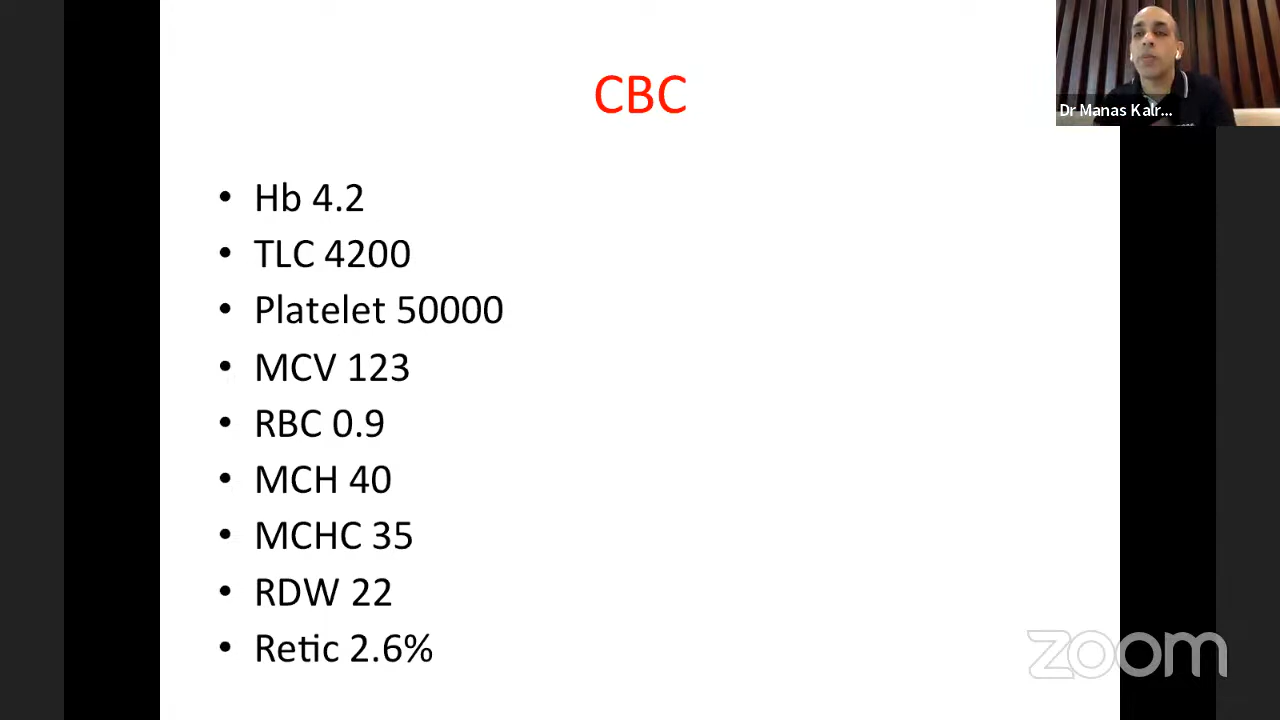 CBC
Dr Manas Kalr...
• Hb 4.2
• TLC 4200
• Platelet 50000
• MCV 123
• RBC 0.9
• MCH 40
• MCHC 35
• RDW 22
• Retic 2.6%
zoom